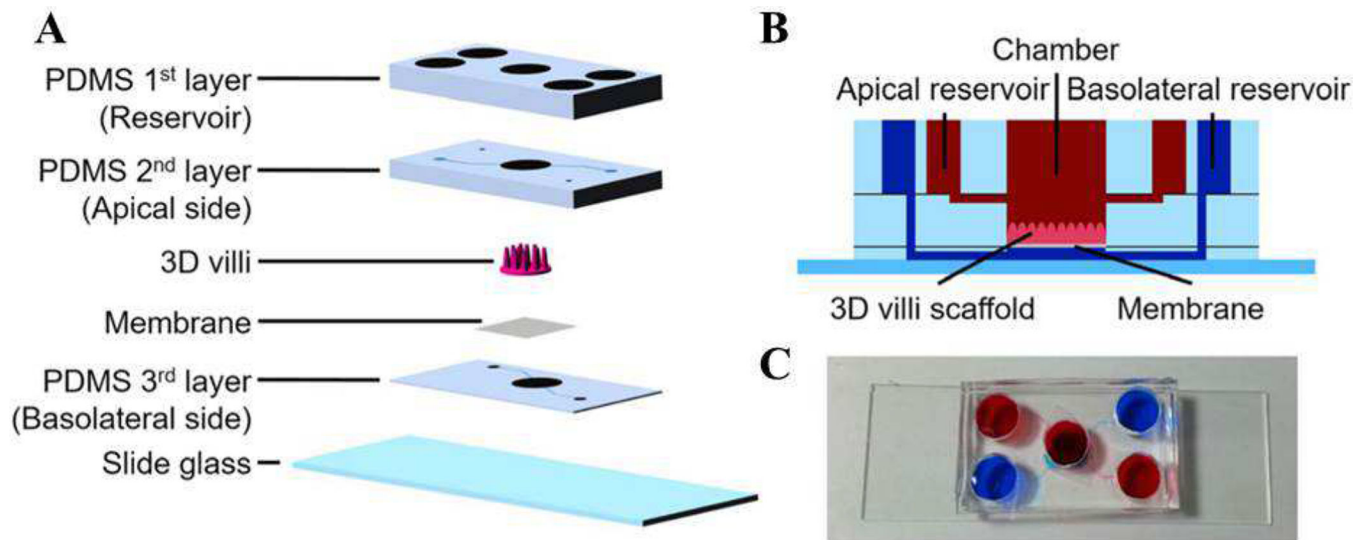 A
PDMS 1st layer
(Reservoir)
PDMS 2nd layer
(Apical side)
3D villi
Membrane
PDMS 3rd layer
(Basolateral side)
Slide glass
B
Chamber
Apical reservoir
Basolateral reservoir
3D villi scaffold
Membrane
C